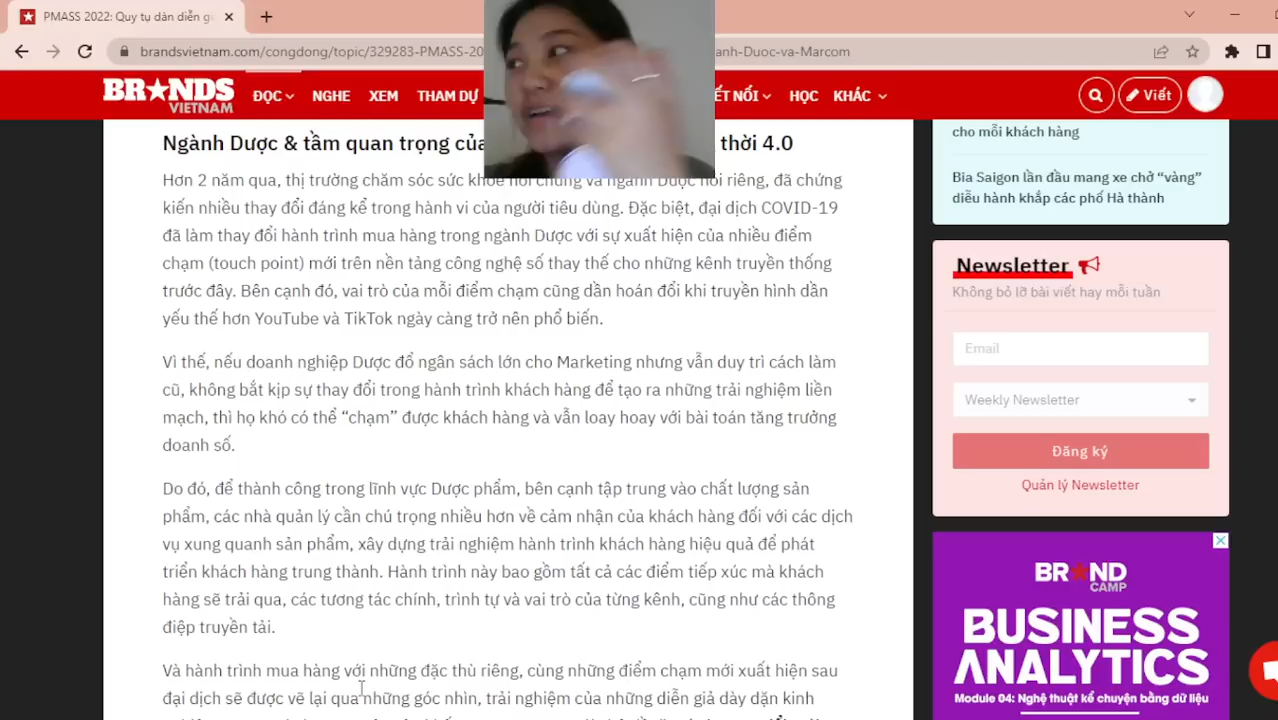 PMASS 2022: Quy tụ dàn diễn gi
brandsvietnam.com/congdong/topic/329283-PMASS-20
anh-Duoc-va-Marcom
BRANDS
VIETNAM
ĐỌC
NGHE
XEM
THAM DỰ
ẾT NỐI
HỌC
KHÁC
Viết
Ngành Dược & tầm quan trọng củ
thời 4.0
Hơn 2 năm qua, thị trường chăm sóc sức khỏe nói chung và ngành Dược nói riêng, đã chứng
kiến nhiều thay đổi đáng kể trong hành vi của người tiêu dùng. Đặc biệt, đại dịch COVID-19
đã làm thay đổi hành trình mua hàng trong ngành Dược với sự xuất hiện của nhiều điểm
chạm (touch point) mới trên nền tảng công nghệ số thay thế cho những kênh truyền thống
trước đây. Bên cạnh đó, vai trò của mỗi điểm chạm cũng dần hoán đổi khi truyền hình dần
yếu thế hơn YouTube và TikTok ngày càng trở nên phổ biến.
Vì thế, nếu doanh nghiệp Dược đổ ngân sách lớn cho Marketing nhưng vẫn duy trì cách làm
cũ, không bắt kịp sự thay đổi trong hành trình khách hàng để tạo ra những trải nghiệm liền
mạch, thì họ khó có thể “chạm” được khách hàng và vẫn loay hoay với bài toán tăng trưởng
doanh số.
Do đó, để thành công trong lĩnh vực Dược phẩm, bên cạnh tập trung vào chất lượng sản
phẩm, các nhà quản lý cần chú trọng nhiều hơn về cảm nhận của khách hàng đối với các dịch
vụ xung quanh sản phẩm, xây dựng trải nghiệm hành trình khách hàng hiệu quả để phát
triển khách hàng trung thành. Hành trình này bao gồm tất cả các điểm tiếp xúc mà khách
hàng sẽ trải qua, các tương tác chính, trình tự và vai trò của từng kênh, cũng như các thông
điệp truyền tải.
Và hành trình mua hàng với những đặc thù riêng, cùng những điểm chạm mới xuất hiện sau
đại dịch sẽ được vẽ lại qua những góc nhìn, trải nghiệm của những diễn giả dày dặn kinh
cho mỗi khách hàng
Bia Saigon lần đầu mang xe chở “vàng”
diễu hành khắp các phố Hà thành
Newsletter
Không bỏ lỡ bài viết hay mỗi tuần
Email
Weekly Newsletter
Đăng ký
Quản lý Newsletter
BRAND
CAMP
BUSINESS
ANALYTICS
Module 04: Nghệ thuật kể chuyện bằng dữ liệu